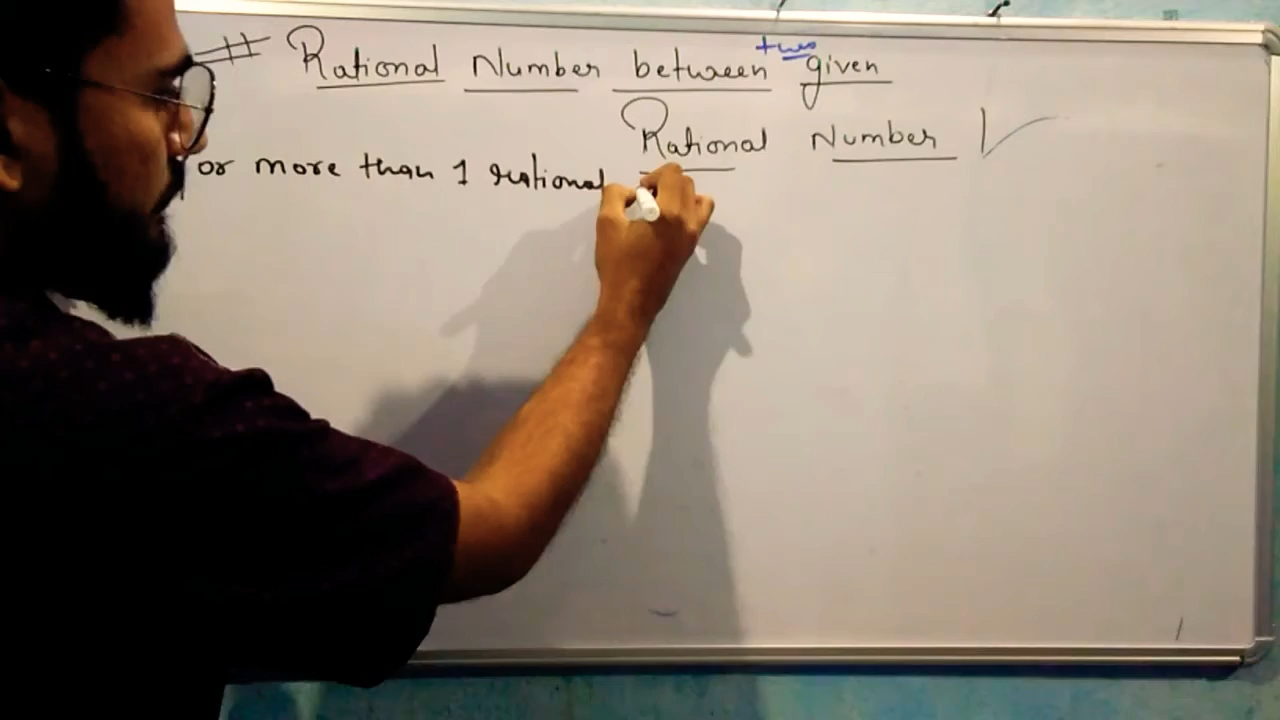 # Rational Number between two given
Rational Number
or more than 1 rational